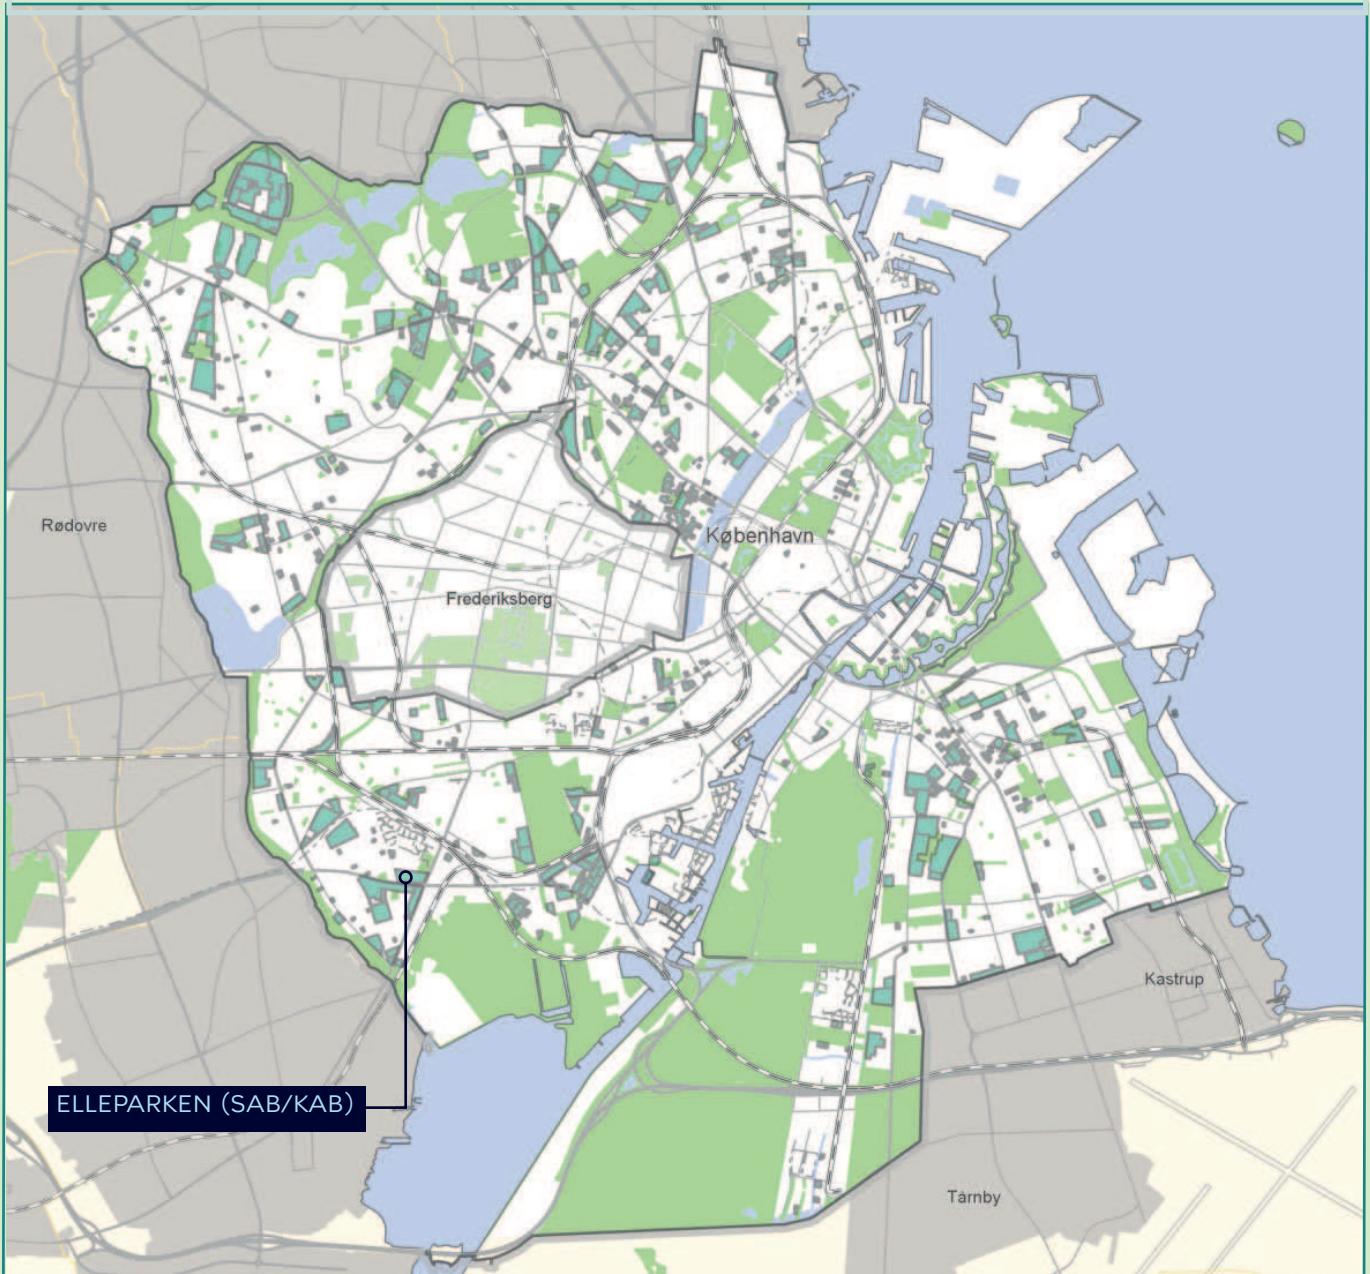 Rødovre
København
Frederiksberg
Kastrup
ELLEPARKEN (SAB/KAB)
Tårnby